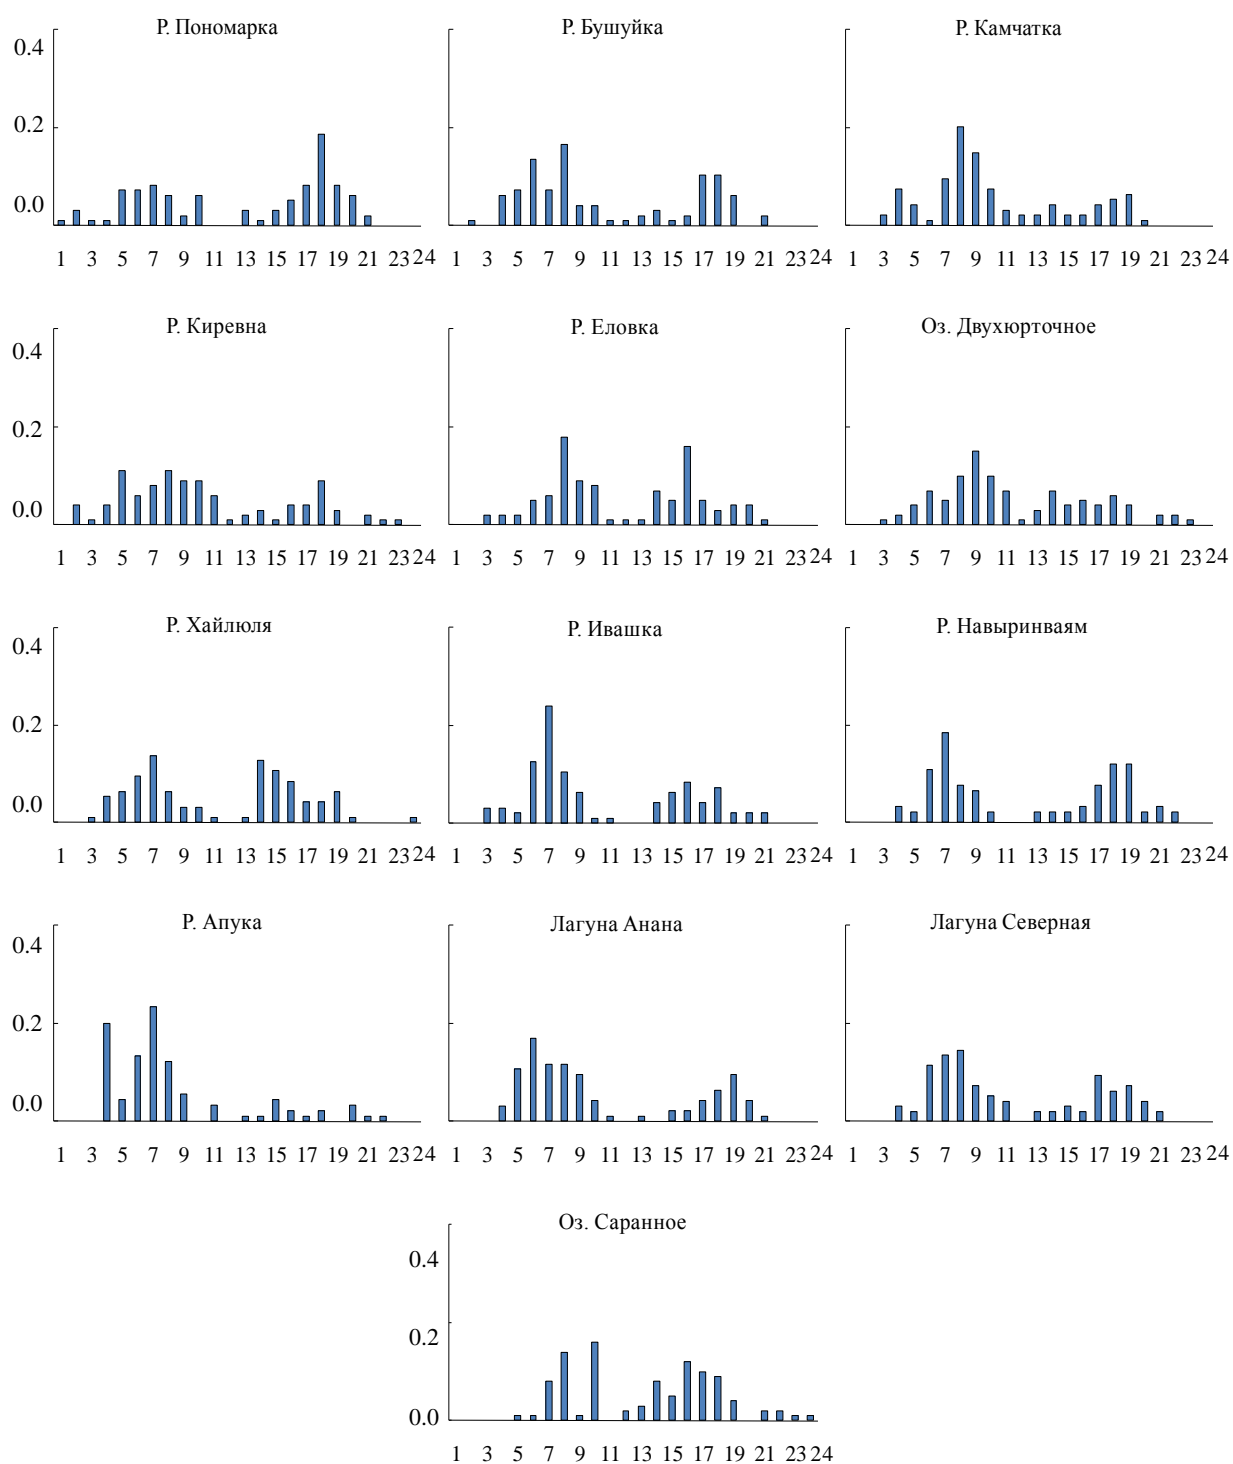 Р. Пономарка Р. Бушуйка Р. Камчатка
0.4
0.2
0.0
1 3 5 7 9 11 13 15 17 19 21 23 24 1 3 5 7 9 11 13 15 17 19 21 23 24 1 3 5 7 9 11 13 15 17 19 21 23 24
Р. Киревна Р. Еловка Оз. Двухюрточное
0.4
0.2
0.0
1 3 5 7 9 11 13 15 17 19 21 23 24 1 3 5 7 9 11 13 15 17 19 21 23 24 1 3 5 7 9 11 13 15 17 19 21 23 24
Р. Хайлюля Р. Ивашка Р. Навыринваям
0.4
0.2
0.0
1 3 5 7 9 11 13 15 17 19 21 23 24 1 3 5 7 9 11 13 15 17 19 21 23 24 1 3 5 7 9 11 13 15 17 19 21 23 24
Р. Апука Лагуна Анана Лагуна Северная
0.4
0.2
0.0
1 3 5 7 9 11 13 15 17 19 21 23 24 1 3 5 7 9 11 13 15 17 19 21 23 24 1 3 5 7 9 11 13 15 17 19 21 23 24
Оз. Саранное
0.4
0.2
0.0
1 3 5 7 9 11 13 15 17 19 21 23 24